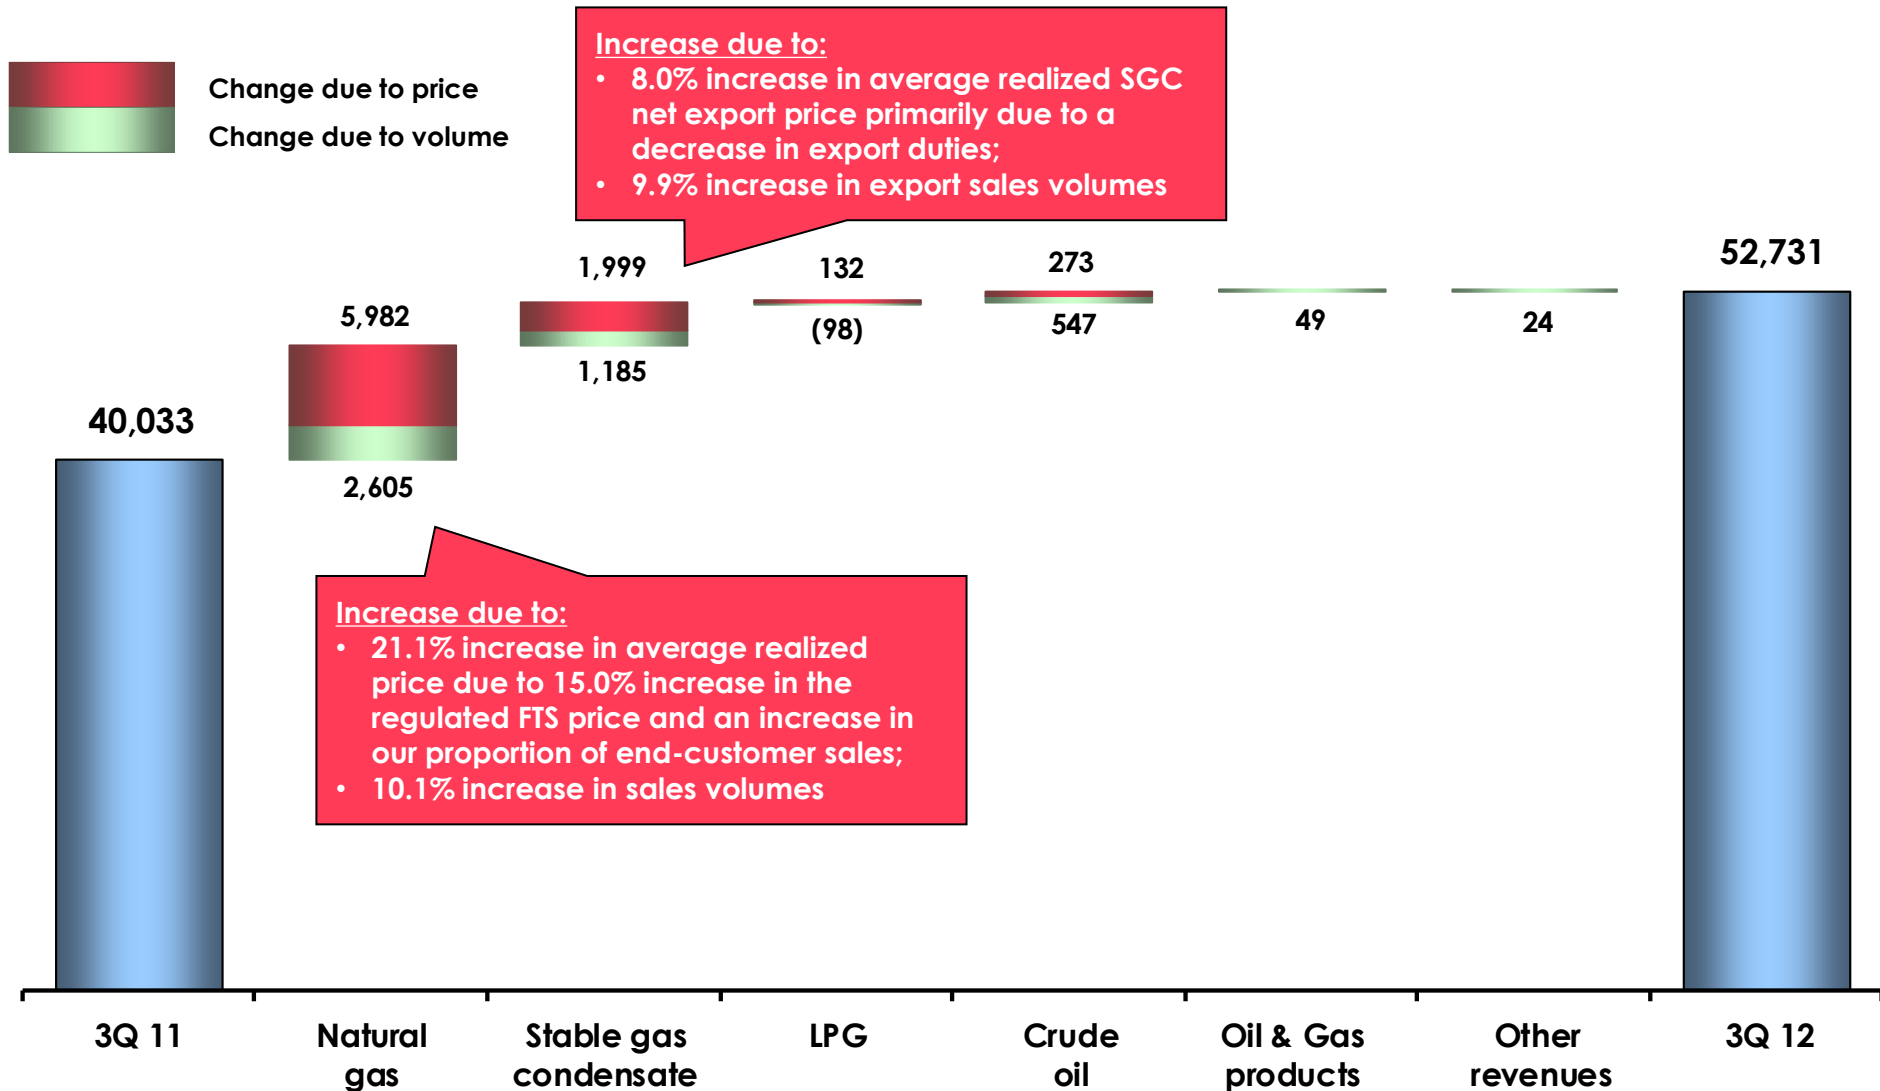 Change due to price
Change due to volume
Increase due to:
• 8.0% increase in average realized SGC
net export price primarily due to a
decrease in export duties;
• 9.9% increase in export sales volumes
40,033
5,982
2,605
1,999
1,185
132
(98)
273
547
49
24
52,731
Increase due to:
• 21.1% increase in average realized
price due to 15.0% increase in the
regulated FTS price and an increase in
our proportion of end-customer sales;
• 10.1% increase in sales volumes
3Q 11
Natural
gas
Stable gas
condensate
LPG
Crude
oil
Oil & Gas
products
Other
revenues
3Q 12